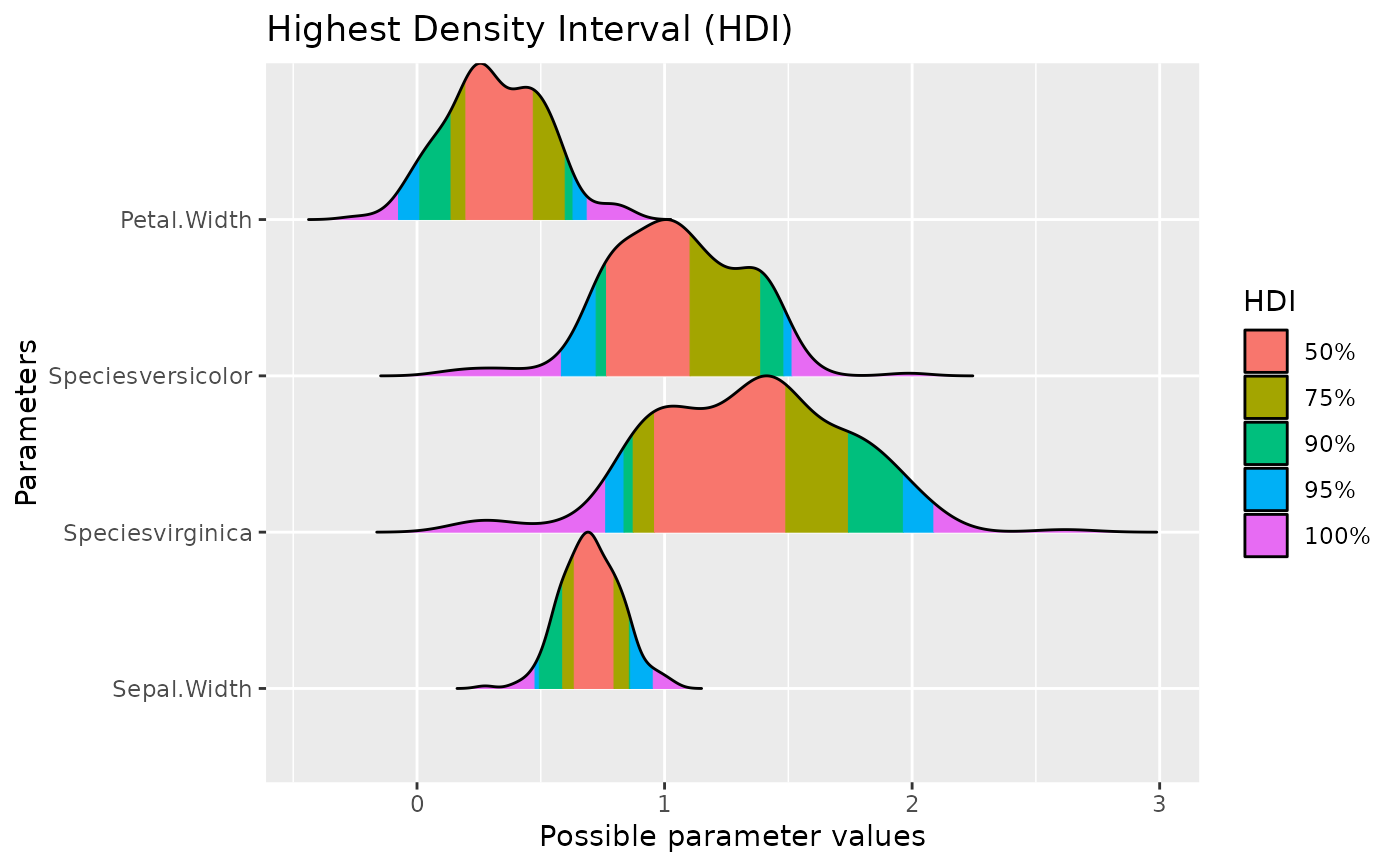 Highest Density Interval (HDI)
Parameters
Petal.Width
Speciesversicolor
Speciesvirginica
Sepal.Width
0 1 2 3
Possible parameter values
HDI
50%
75%
90%
95%
100%